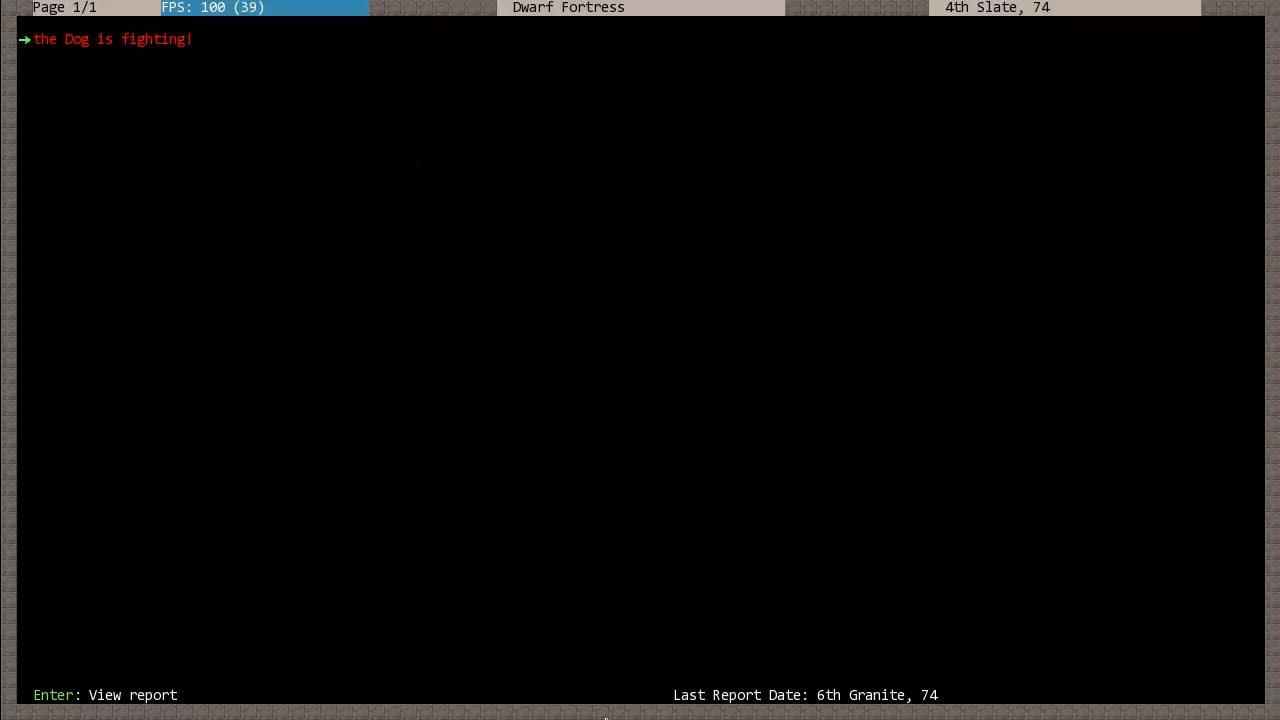 Page 1/1 FPS: 100 (39) Dwarf Fortress 4th Slate, 74
the Dog is fighting!
Enter: View report Last Report Date: 6th Granite, 74